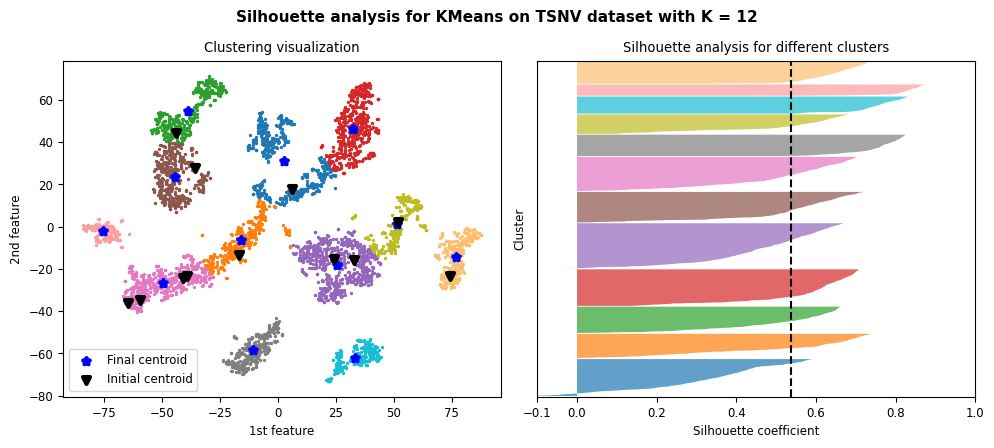 Silhouette analysis for KMeans on TSNV dataset with K = 12
Clustering visualization
2nd feature
60
40
20
0
−20
−40
−60
−80
Final centroid
Initial centroid
−75
−50
−25
0
25
50
75
1st feature
Silhouette analysis for different clusters
Cluster
−0.1
0.0
0.2
0.4
0.6
0.8
1.0
Silhouette coefficient